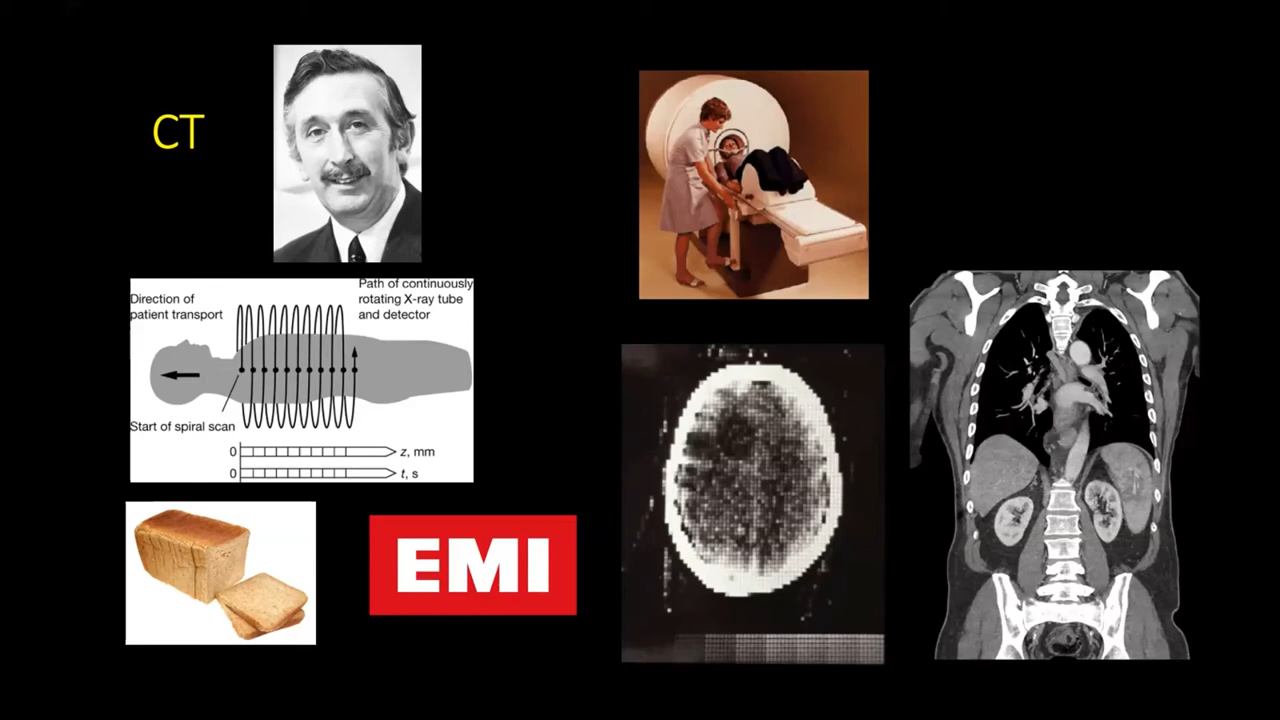 CT
Direction of
patient transport
Path of continuously
rotating X-ray tube
and detector
Start of spiral scan
0
z, mm
0
t, s
EMI